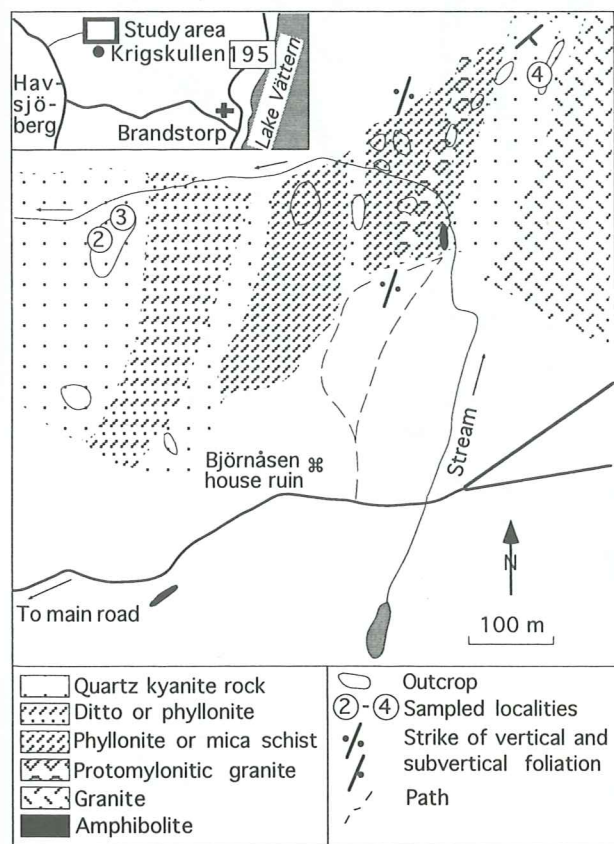 Study area
Krigskullen 195
Hav-
sjö-
berg
Brandstorp
Lake Vättern
4
3
2
Björnåsen
house ruin
Stream
N
To main road
100 m
Quartz kyanite rock
Ditto or phyllonite
Phyllonite or mica schist
Protomylonitic granite
Granite
Amphibolite
Outcrop
2-4 Sampled localities
Strike of vertical and
subvertical foliation
Path